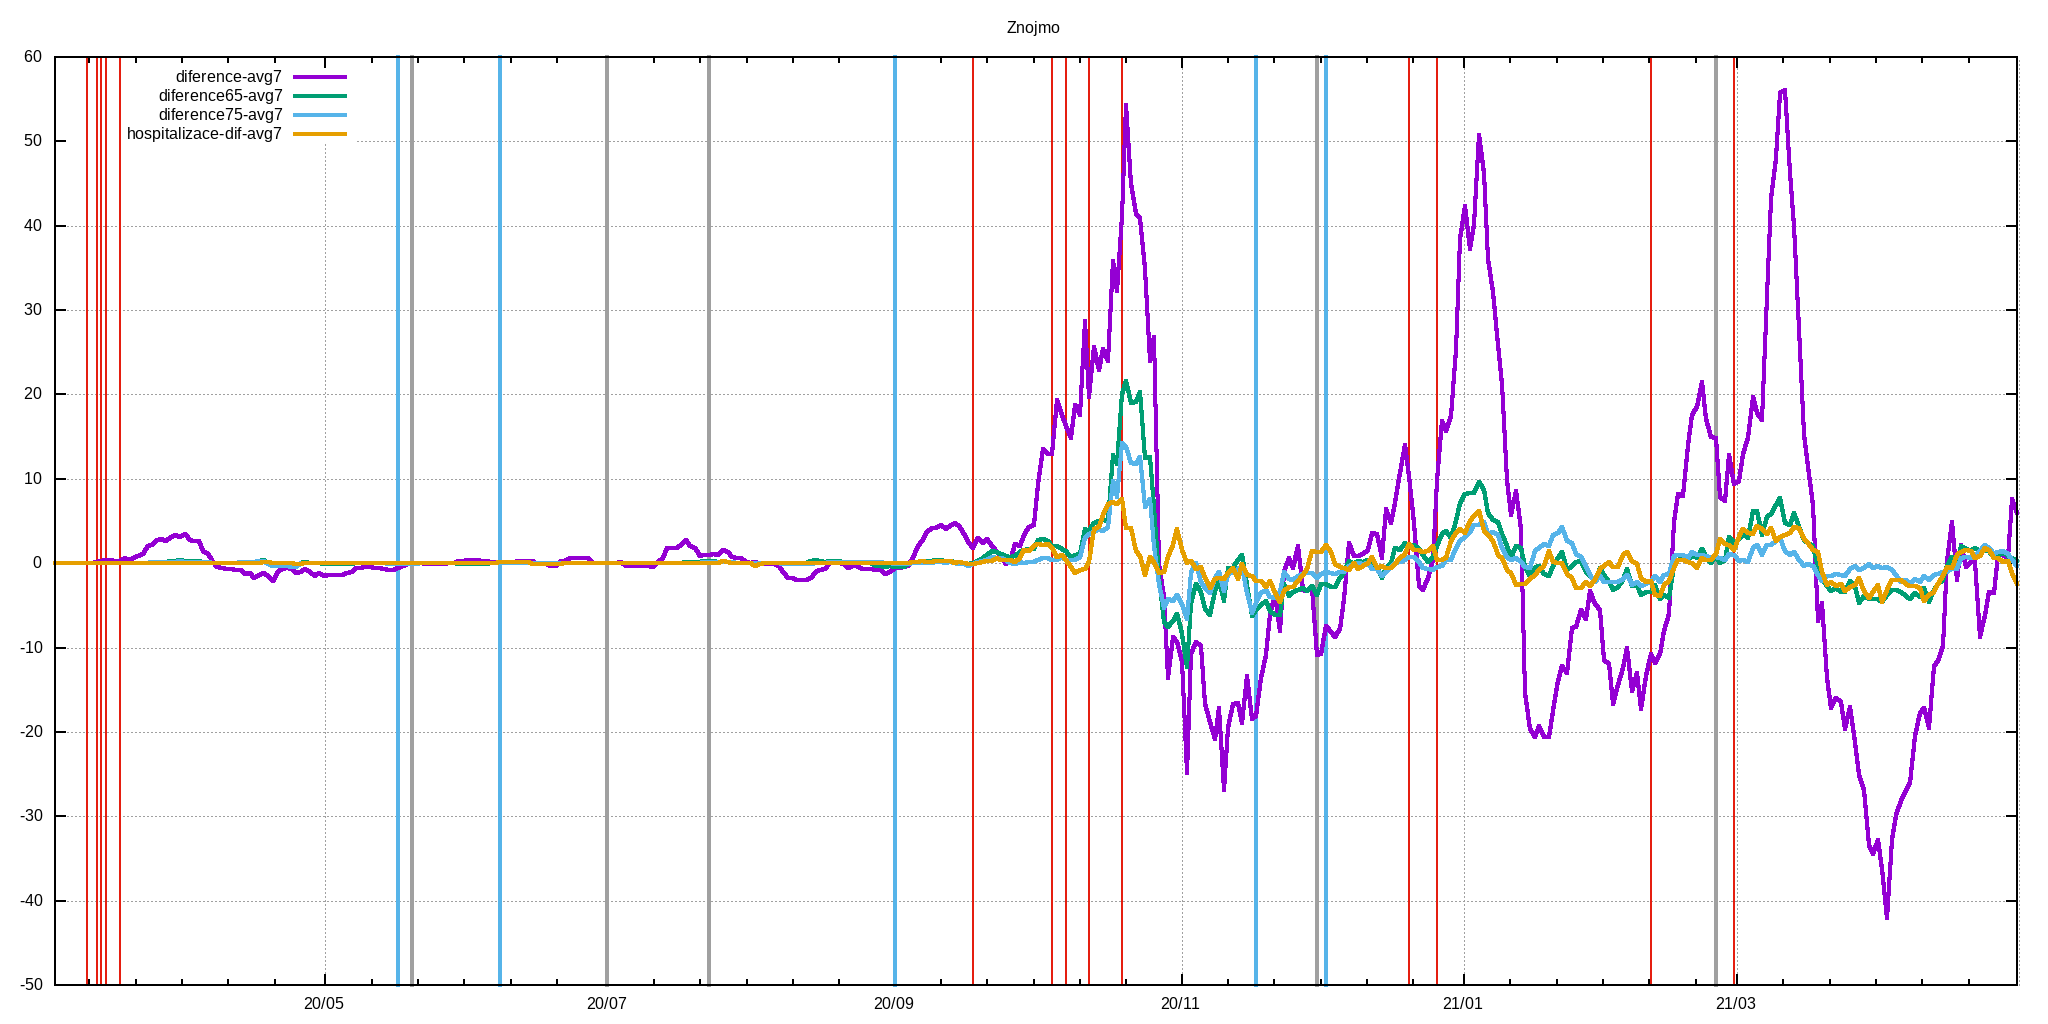 Znojmo
diference-avg7
diference65-avg7
diference75-avg7
hospitalizace-dif-avg7
60
50
40
30
20
10
0
-10
-20
-30
-40
-50
20/05 20/07 20/09 20/11 21/01 21/03